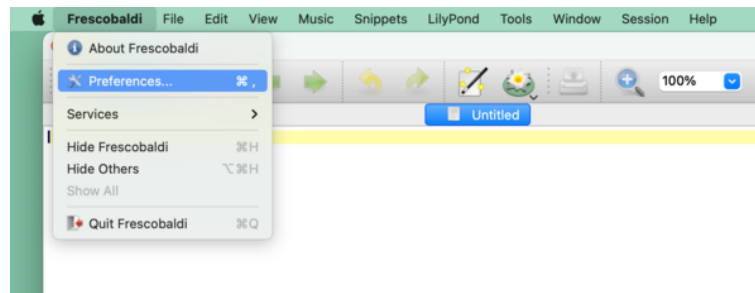 Frescobaldi File Edit View Music Snippets LilyPond Tools Window Session Help
About Frescobaldi
Preferences... ⌘ ,
100%
Services
Untitled
Hide Frescobaldi ⌘H
Hide Others ⌥⌘H
Show All
Quit Frescobaldi ⌘Q